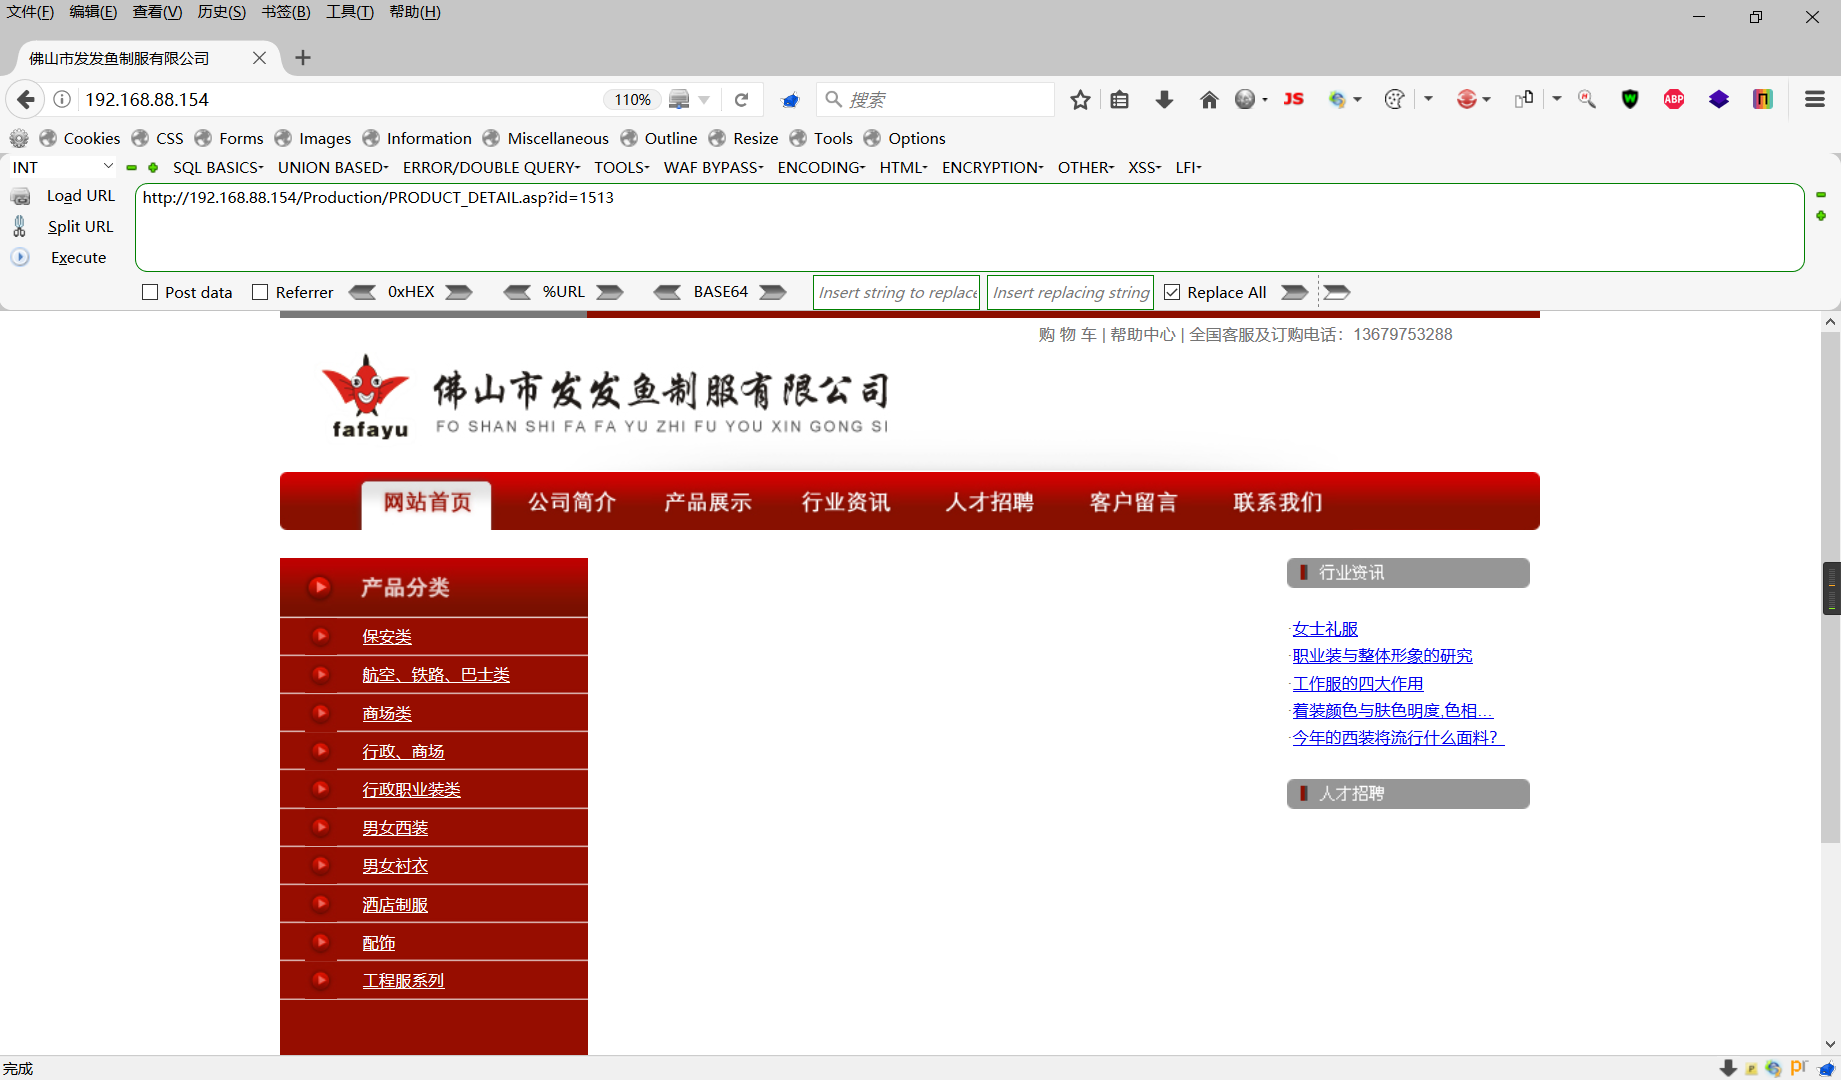 文件(F) 编辑(E) 查看(V) 历史(S) 书签(B) 工具(T) 帮助(H)
佛山市发发鱼制服有限公司
192.168.88.154 110% 搜索 JS ABP
Cookies CSS Forms Images Information Miscellaneous Outline Resize Tools Options
INT SQL BASICS UNION BASED ERROR/DOUBLE QUERY TOOLS WAF BYPASS ENCODING HTML ENCRYPTION OTHER XSS LFI
Load URL http://192.168.88.154/Production/PRODUCT_DETAIL.asp?id=1513
Split URL
Execute
Post data Referrer 0xHEX %URL BASE64 Insert string to replace Insert replacing string Replace All
购 物 车 | 帮助中心 | 全国客服及订购电话：13679753288
佛山市发发鱼制服有限公司
fafayu FO SHAN SHI FA FA YU ZHI FU YOU XIN GONG SI
网站首页 公司简介 产品展示 行业资讯 人才招聘 客户留言 联系我们
产品分类
保安类
航空、铁路、巴士类
商场类
行政、商场
行政职业装类
男女西装
男女衬衣
酒店制服
配饰
工程服系列
行业资讯
·女士礼服
·职业装与整体形象的研究
·工作服的四大作用
·着装颜色与肤色明度,色相...
·今年的西装将流行什么面料？
人才招聘
完成 pr